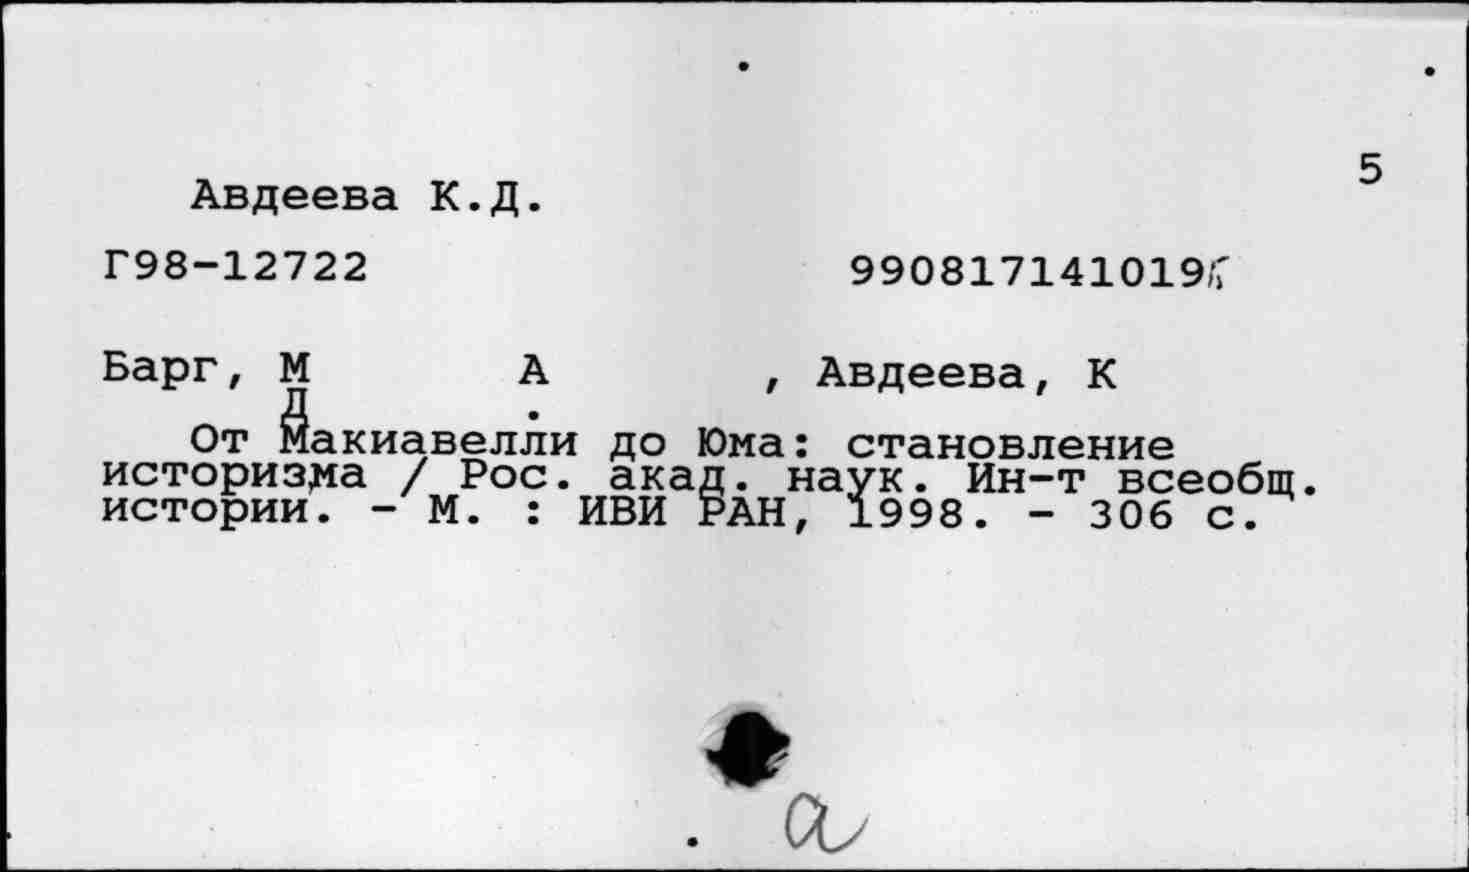 5
Авдеева К.Д.
Г98-12722 990817141019
Барг, М А , Авдеева, К
Д .
От Макиавелли до Юма: становление
историзма / Рос. акад. наук. Ин-т всеобщ.
истории. - М. : ИВИ РАН, 1998. - 306 с.
а